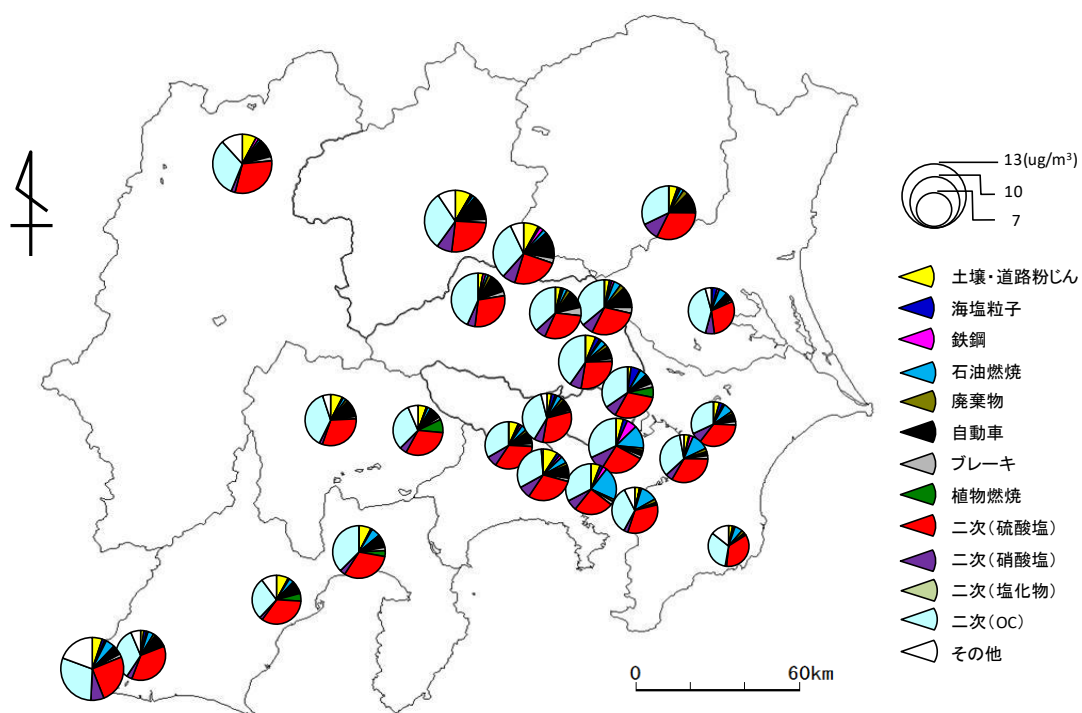 13(ug/m³)
10
7
土壌・道路粉じん
海塩粒子
鉄鋼
石油燃焼
廃棄物
自動車
ブレーキ
植物燃焼
二次(硫酸塩)
二次(硝酸塩)
二次(塩化物)
二次(OC)
その他
0 60km